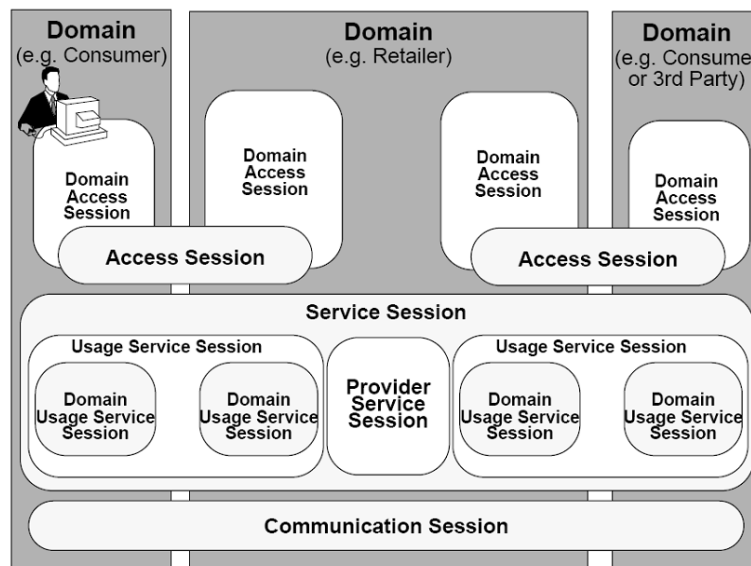 Domain
(e.g. Consumer)
Domain
(e.g. Retailer)
Domain
(e.g. Consume
or 3rd Party)
Domain
Access
Session
Domain
Access
Session
Domain
Access
Session
Domain
Access
Session
Access Session
Access Session
Service Session
Usage Service Session
Domain
Usage Service
Session
Domain
Usage Service
Session
Provider
Service
Session
Usage Service Session
Domain
Usage Service
Session
Domain
Usage Service
Session
Communication Session